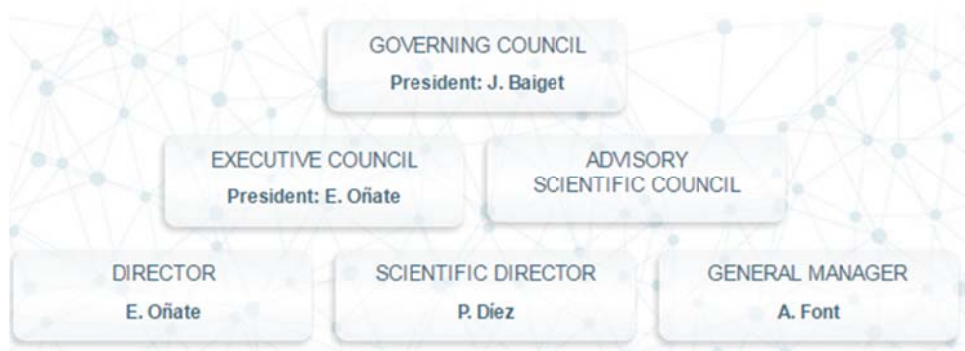 GOVERNING COUNCIL
President: J. Baiget
EXECUTIVE COUNCIL
President: E. Oñate
ADVISORY
SCIENTIFIC COUNCIL
DIRECTOR
E. Oñate
SCIENTIFIC DIRECTOR
P. Díez
GENERAL MANAGER
A. Font